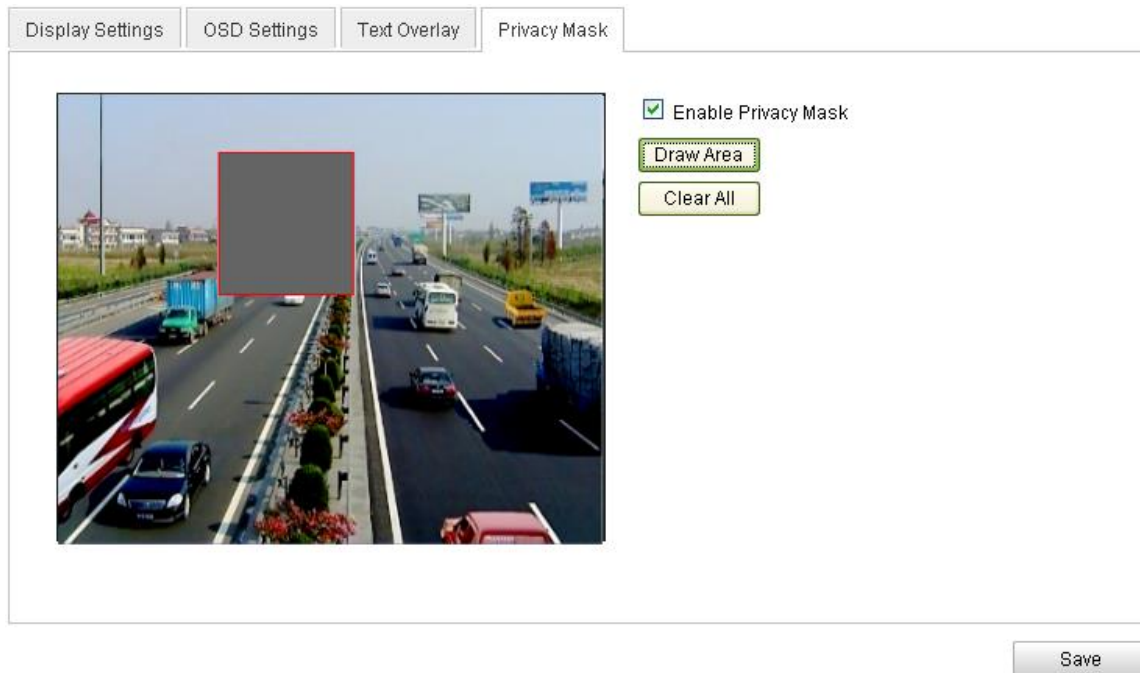 Display Settings
OSD Settings
Text Overlay
Privacy Mask
Enable Privacy Mask
Draw Area
Clear All
Save